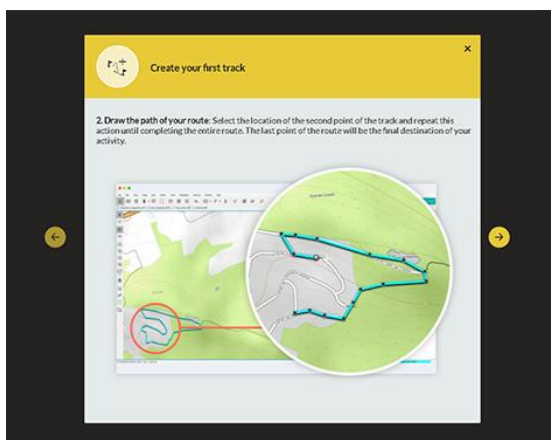 Create your first track
2. Draw the path of your route: Select the location of the second point of the track and repeat this
action until completing the entire route. The last point of the route will be the final destination of your
activity.